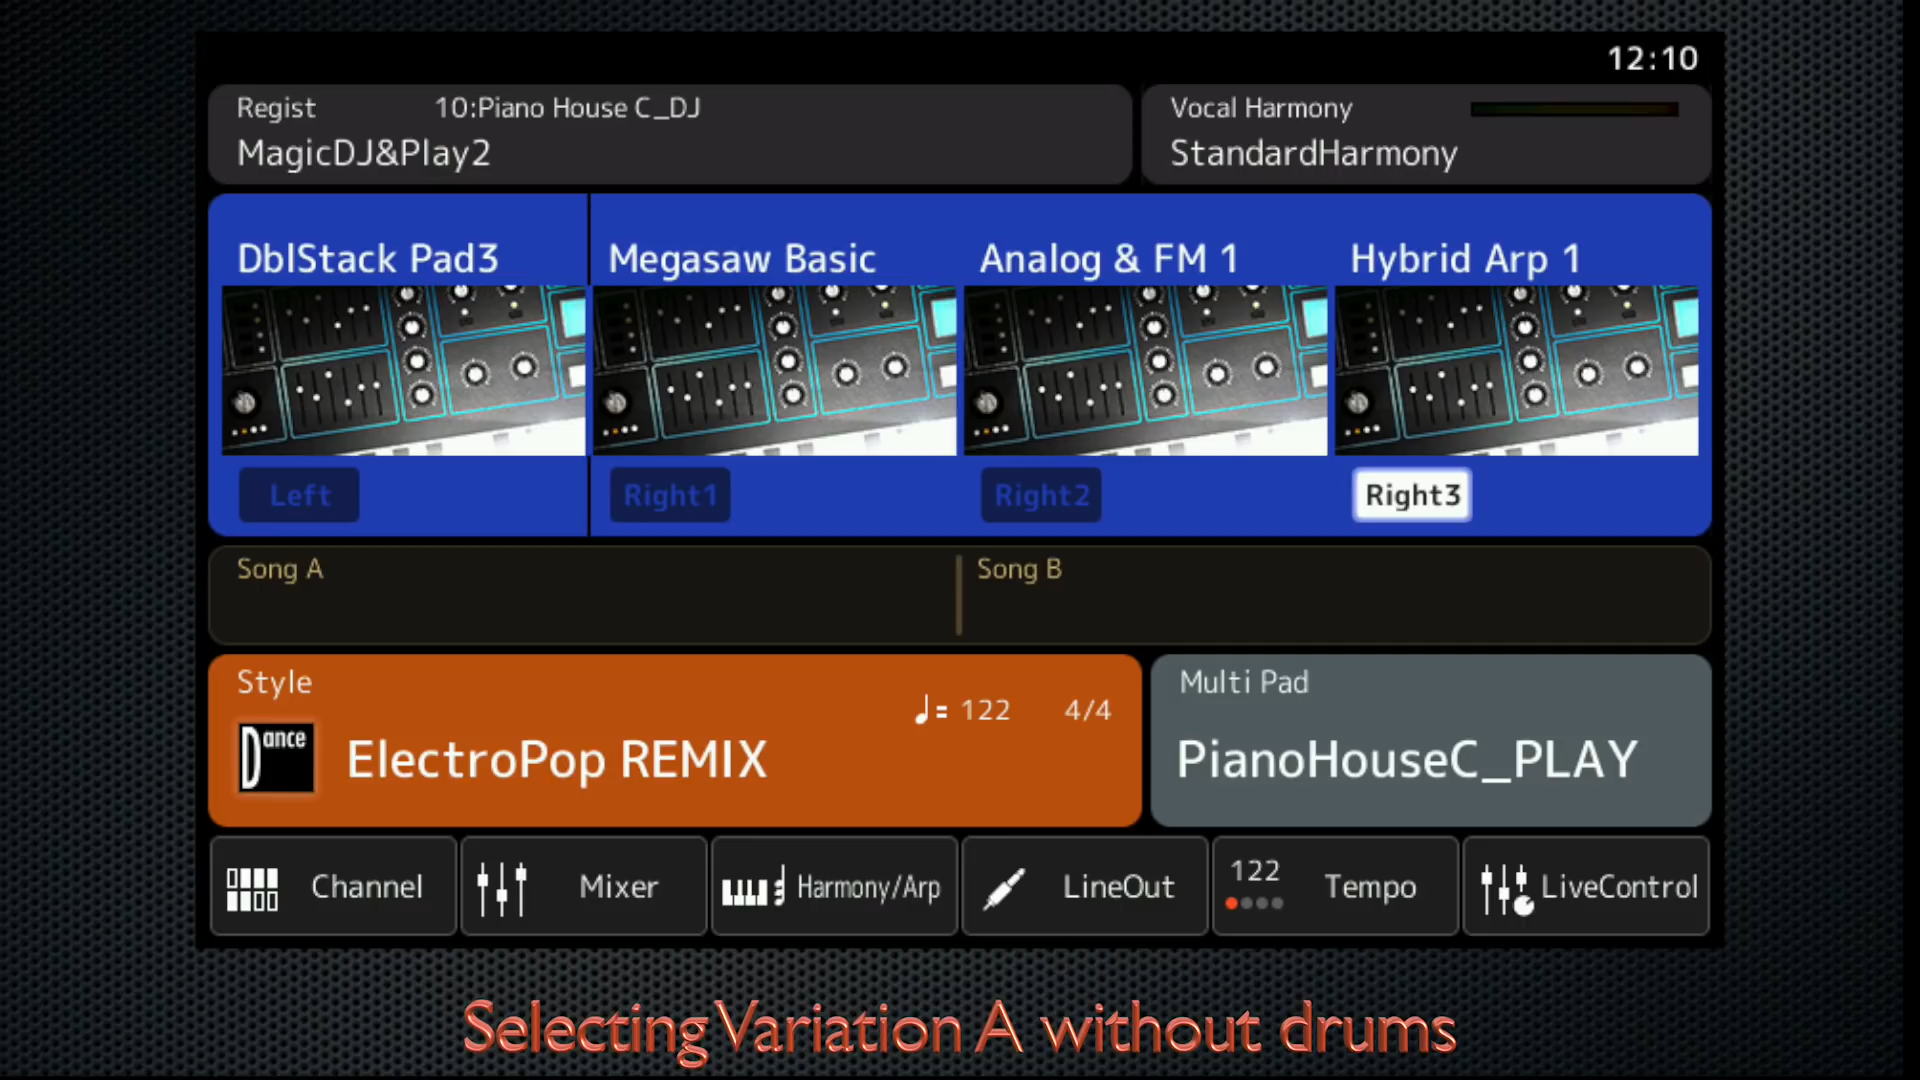 12:10
Regist 10:Piano House C_DJ
MagicDJ&Play2
Vocal Harmony
StandardHarmony
DblStack Pad3
Megasaw Basic
Analog & FM 1
Hybrid Arp 1
Left
Right1
Right2
Right3
Song A
Song B
Style
♩= 122 4/4
Dance
ElectroPop REMIX
Multi Pad
PianoHouseC_PLAY
Channel
Mixer
Harmony/Arp
LineOut
122
Tempo
LiveControl
Selecting Variation A without drums